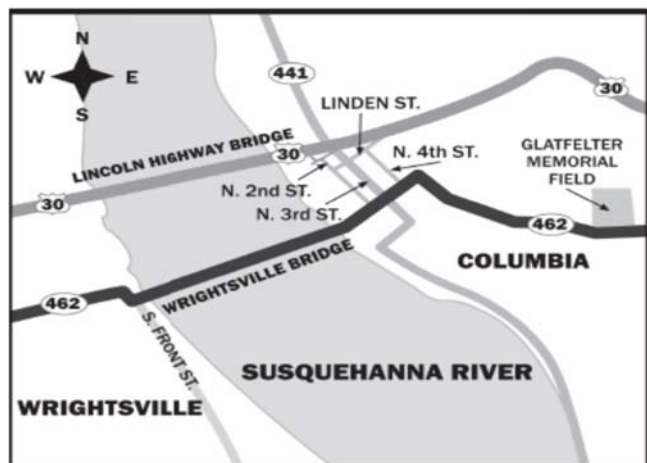 N
W E
S
441
30
LINDEN ST.
LINCOLN HIGHWAY BRIDGE
30
N. 4th ST.
GLATFELTER
MEMORIAL
FIELD
30
N. 2nd ST.
N. 3rd ST.
462
WRIGHTSVILLE BRIDGE
COLUMBIA
462
S. FRONT ST.
SUSQUEHANNA RIVER
WRIGHTSVILLE